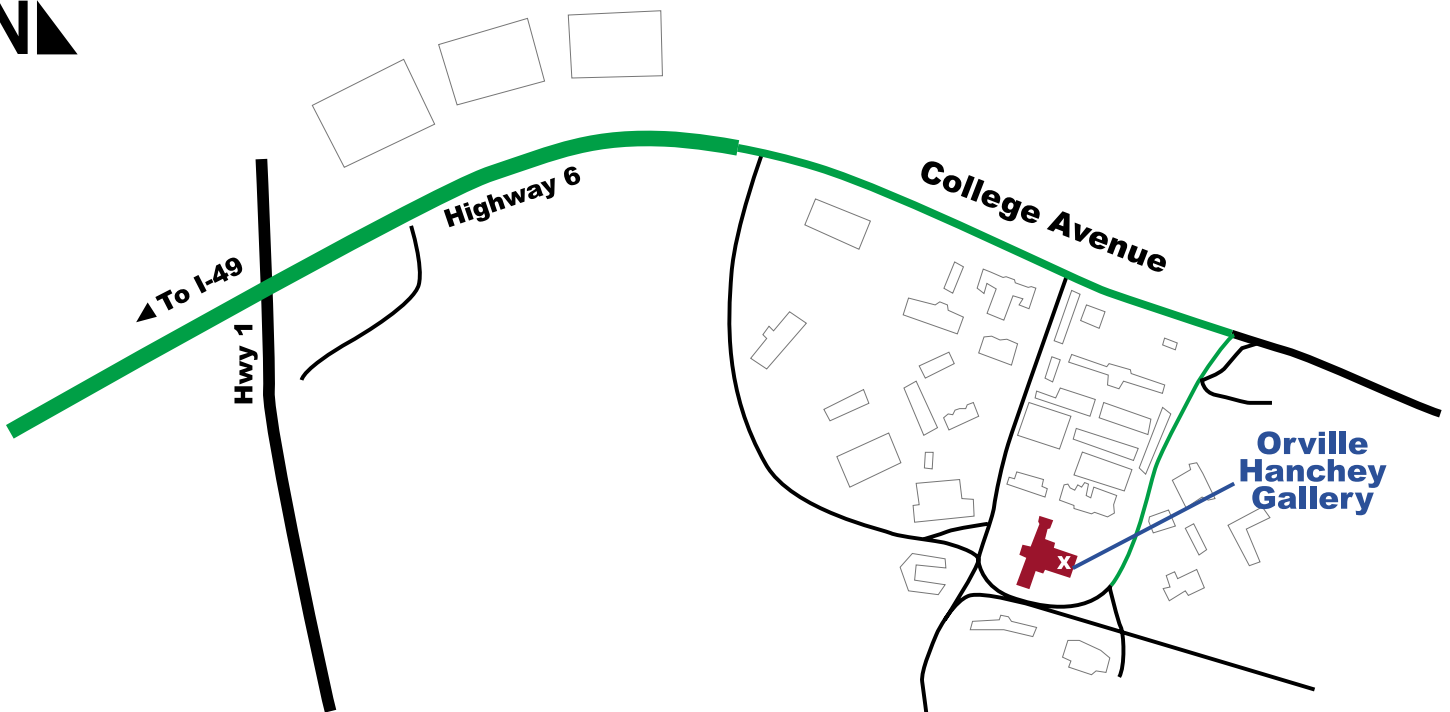 N
College Avenue
Highway 6
To I-49
Hwy 1
Orville
Hanchey
Gallery
X